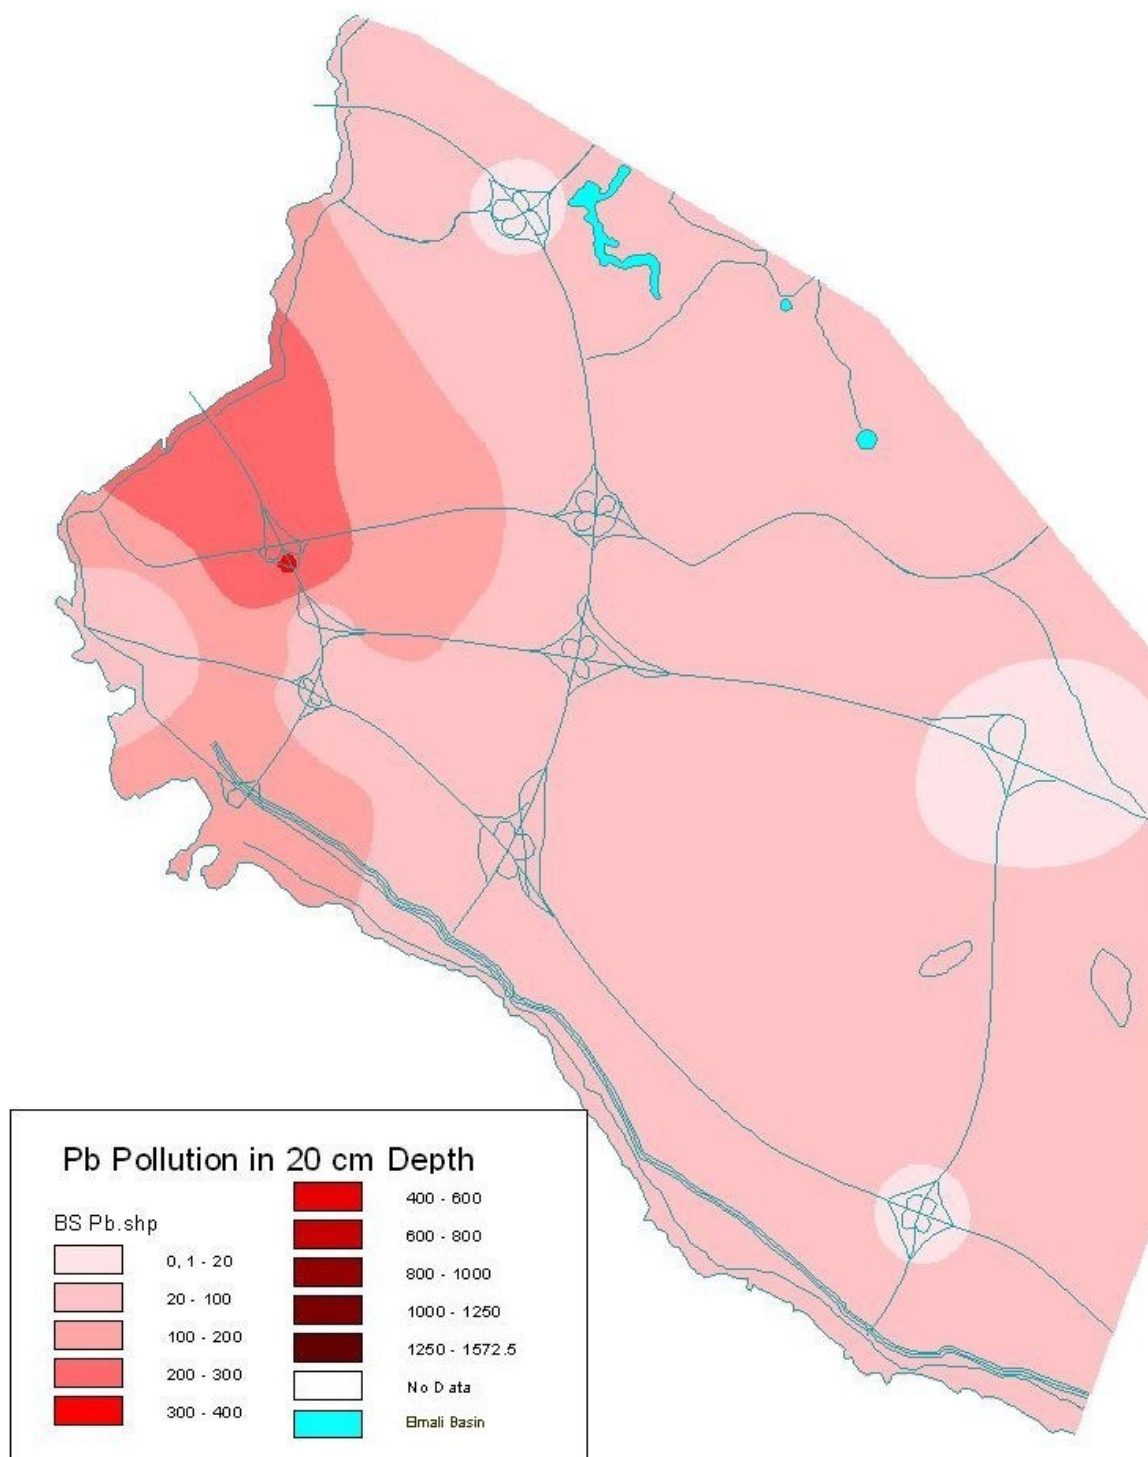 Pb Pollution in 20 cm Depth
BS Pb.shp
0, 1 - 20
20 - 100
100 - 200
200 - 300
300 - 400
400 - 600
600 - 800
800 - 1000
1000 - 1250
1250 - 1572.5
No Data
Elmali Basin